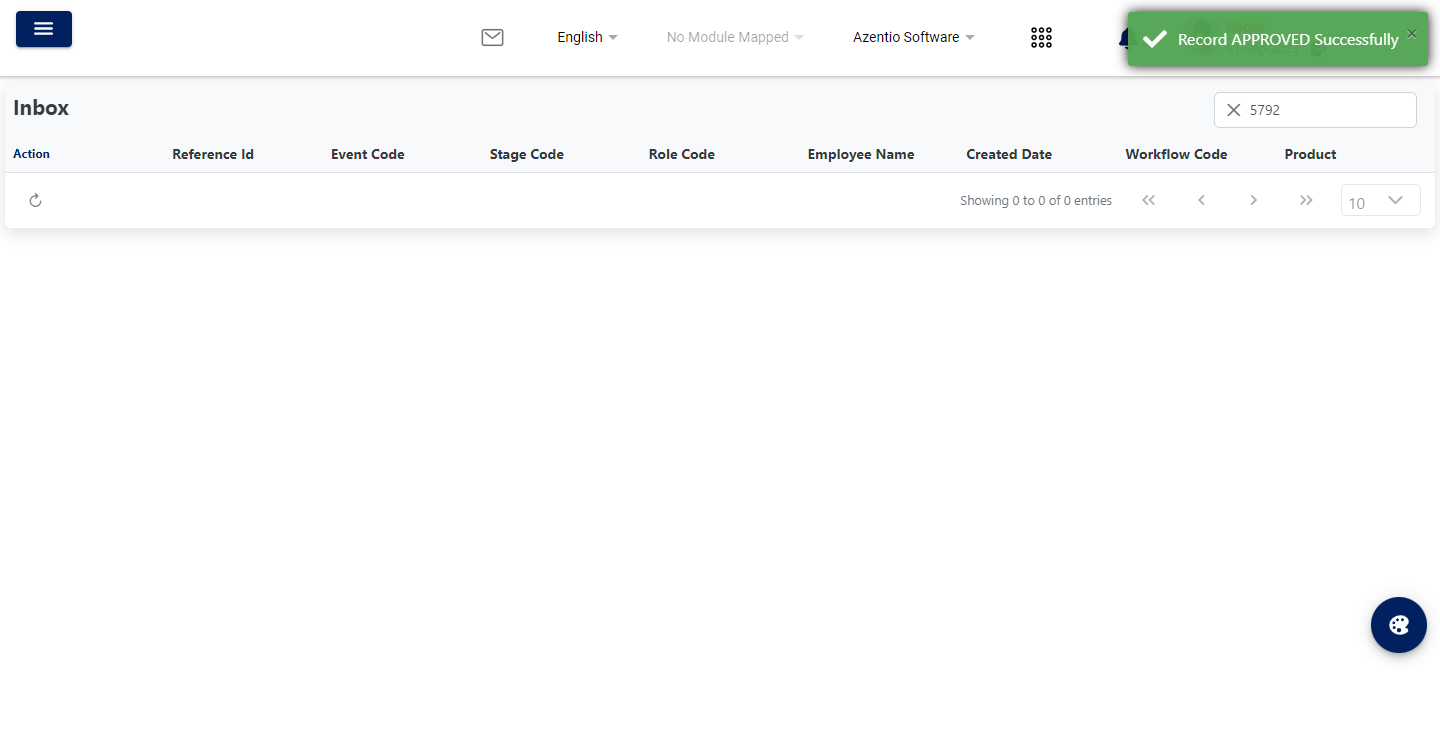 English
No Module Mapped
Azentio Software
Record APPROVED Successfully
×
Inbox
5792
Action
Reference Id
Event Code
Stage Code
Role Code
Employee Name
Created Date
Workflow Code
Product
Showing 0 to 0 of 0 entries
10